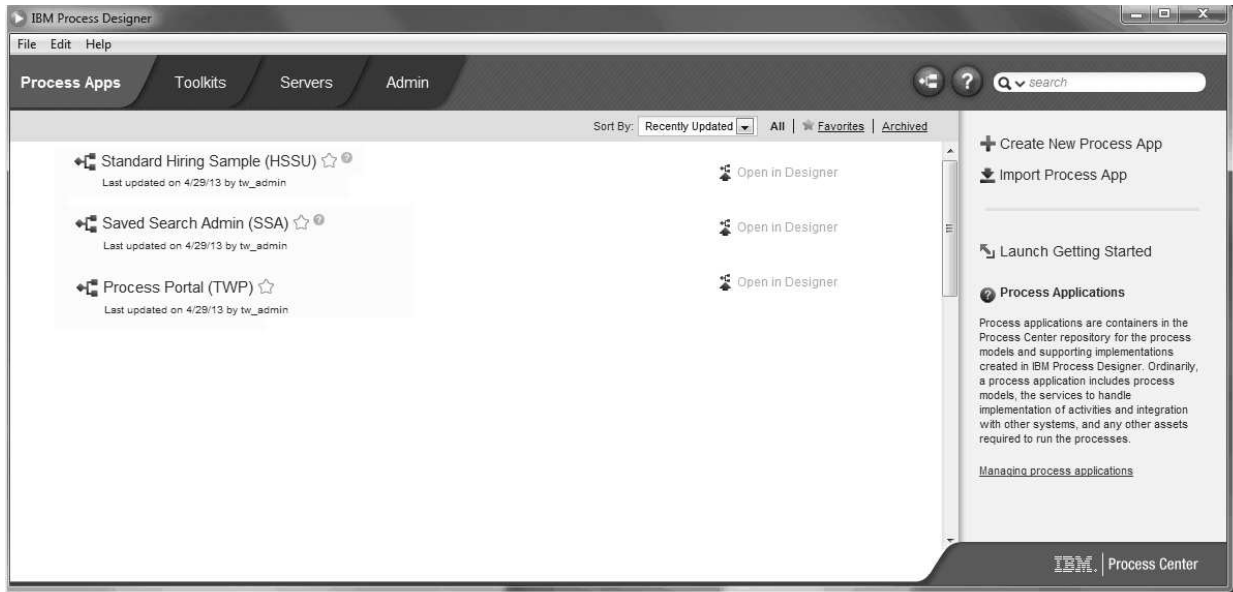 IBM Process Designer
File Edit Help
Process Apps Toolkits Servers Admin
? search
Sort By: Recently Updated All | Favorites | Archived
Standard Hiring Sample (HSSU) ?
Last updated on 4/29/13 by tw_admin
Open in Designer
Saved Search Admin (SSA) ?
Last updated on 4/29/13 by tw_admin
Open in Designer
Process Portal (TWP)
Last updated on 4/29/13 by tw_admin
Open in Designer
Create New Process App
Import Process App
Launch Getting Started
? Process Applications
Process applications are containers in the
Process Center repository for the process
models and supporting implementations
created in IBM Process Designer. Ordinarily,
a process application includes process
models, the services to handle
implementation of activities and integration
with other systems, and any other assets
required to run the processes.
Managing process applications
IBM. | Process Center